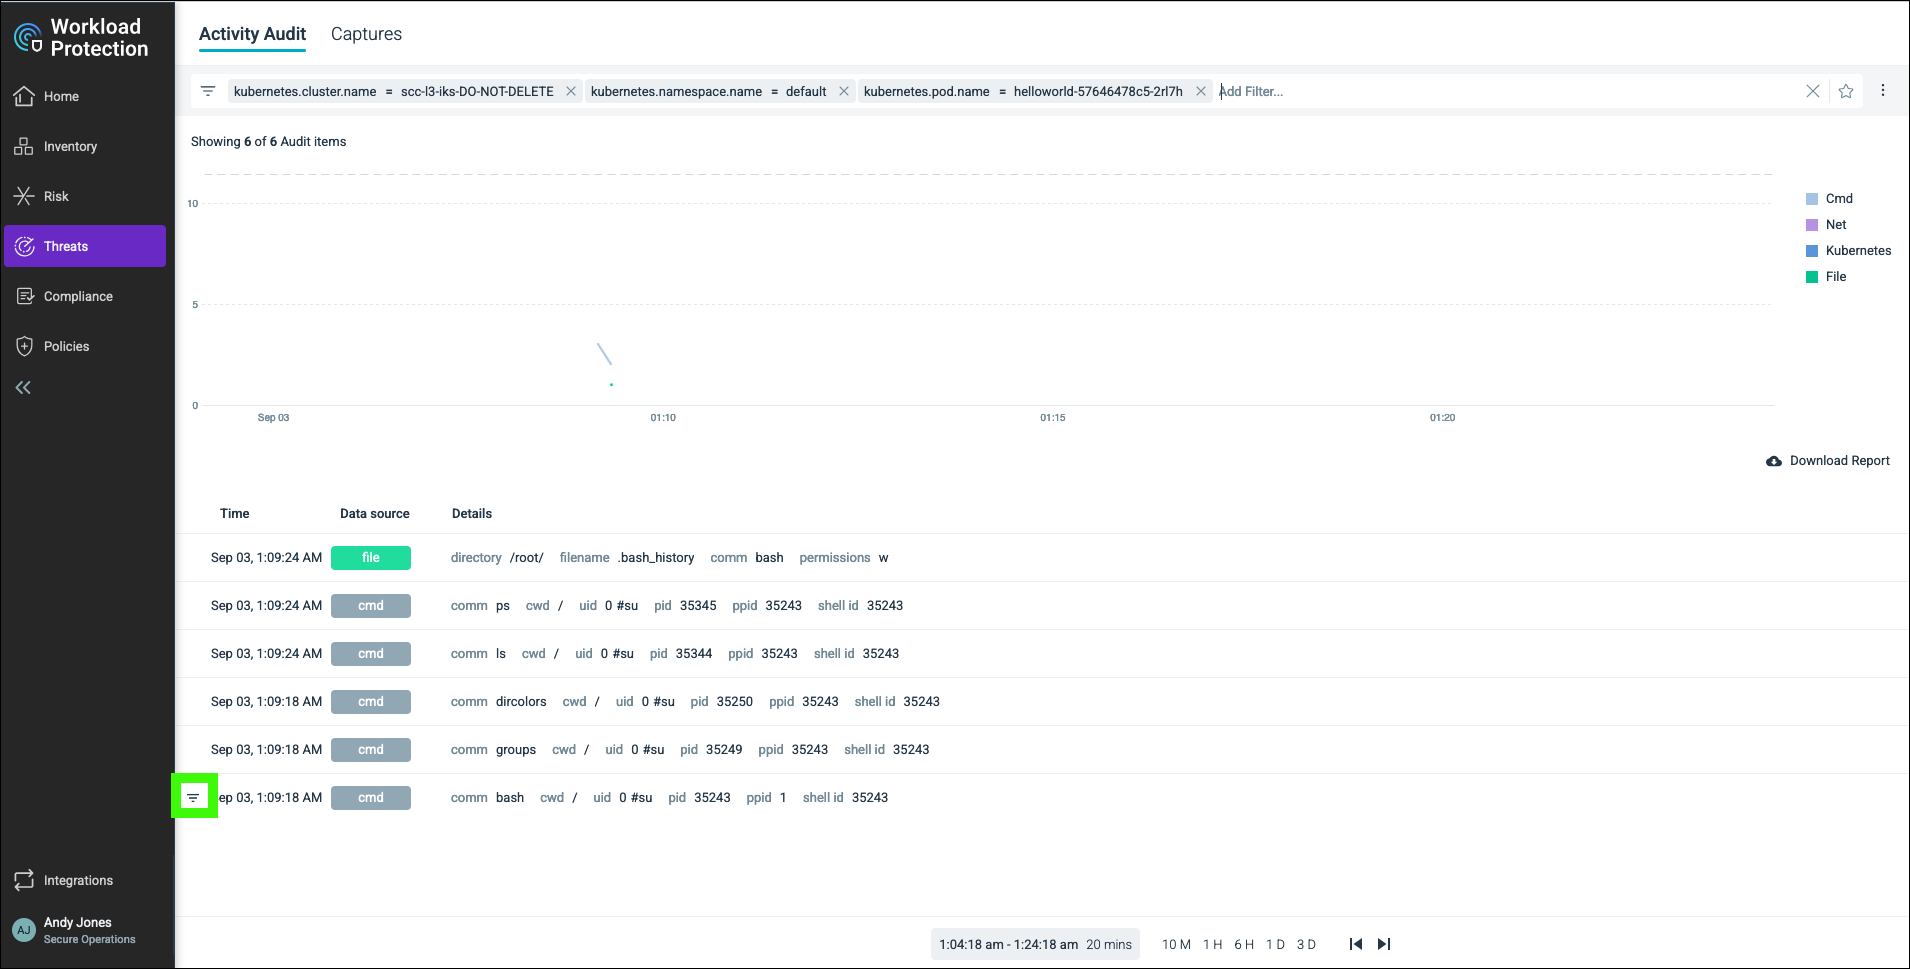 Workload
Protection
Home
Inventory
Risk
Threats
Compliance
Policies
Integrations
AJ
Andy Jones
Secure Operations
Activity Audit Captures
kubernetes.cluster.name = scc-l3-iks-DO-NOT-DELETE kubernetes.namespace.name = default kubernetes.pod.name = helloworld-57646478c5-2rl7h Add Filter...
Showing 6 of 6 Audit items
10
5
0
Sep 03 01:10 01:15 01:20
Cmd
Net
Kubernetes
File
Download Report
Time Data source Details
Sep 03, 1:09:24 AM file directory /root/ filename .bash_history comm bash permissions w
Sep 03, 1:09:24 AM cmd comm ps cwd / uid 0 #su pid 35345 ppid 35243 shell id 35243
Sep 03, 1:09:24 AM cmd comm ls cwd / uid 0 #su pid 35344 ppid 35243 shell id 35243
Sep 03, 1:09:18 AM cmd comm dircolors cwd / uid 0 #su pid 35250 ppid 35243 shell id 35243
Sep 03, 1:09:18 AM cmd comm groups cwd / uid 0 #su pid 35249 ppid 35243 shell id 35243
ep 03, 1:09:18 AM cmd comm bash cwd / uid 0 #su pid 35243 ppid 1 shell id 35243
1:04:18 am - 1:24:18 am 20 mins 10 M 1 H 6 H 1 D 3 D